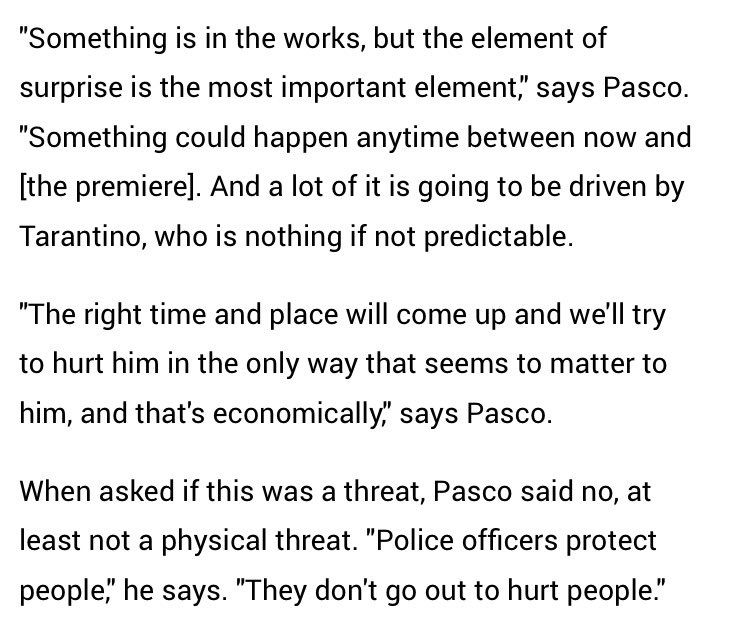 "Something is in the works, but the element of
surprise is the most important element," says Pasco.
"Something could happen anytime between now and
[the premiere]. And a lot of it is going to be driven by
Tarantino, who is nothing if not predictable.
"The right time and place will come up and we'll try
to hurt him in the only way that seems to matter to
him, and that's economically," says Pasco.
When asked if this was a threat, Pasco said no, at
least not a physical threat. "Police officers protect
people," he says. "They don't go out to hurt people."